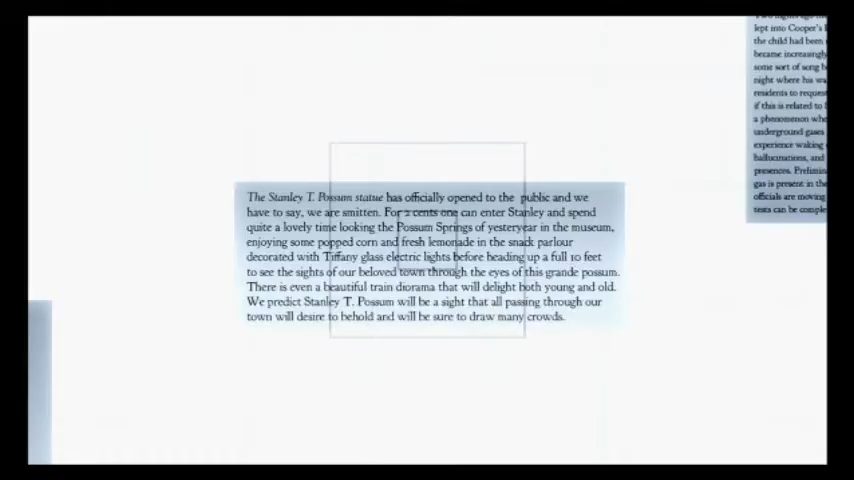 The Stanley T. Possum statue has officially opened to the public and we
have to say, we are smitten. For 2 cents one can enter Stanley and spend
quite a lovely time looking the Possum Springs of yesteryear in the museum,
enjoying some popped corn and fresh lemonade in the snack parlour
decorated with Tiffany glass electric lights before heading up a full 10 feet
to see the sights of our beloved town through the eyes of this grande possum.
There is even a beautiful train diorama that will delight both young and old.
We predict Stanley T. Possum will be a sight that all passing through our
town will desire to behold and will be sure to draw many crowds.
lept into Cooper's
the child had been
became increasingly
some sort of song
night where his
residents to request
if this is related to
a phenomenon
underground gases
experience waking
hallucinations, and
presences.
gas is present in the
officials are moving
tests can be